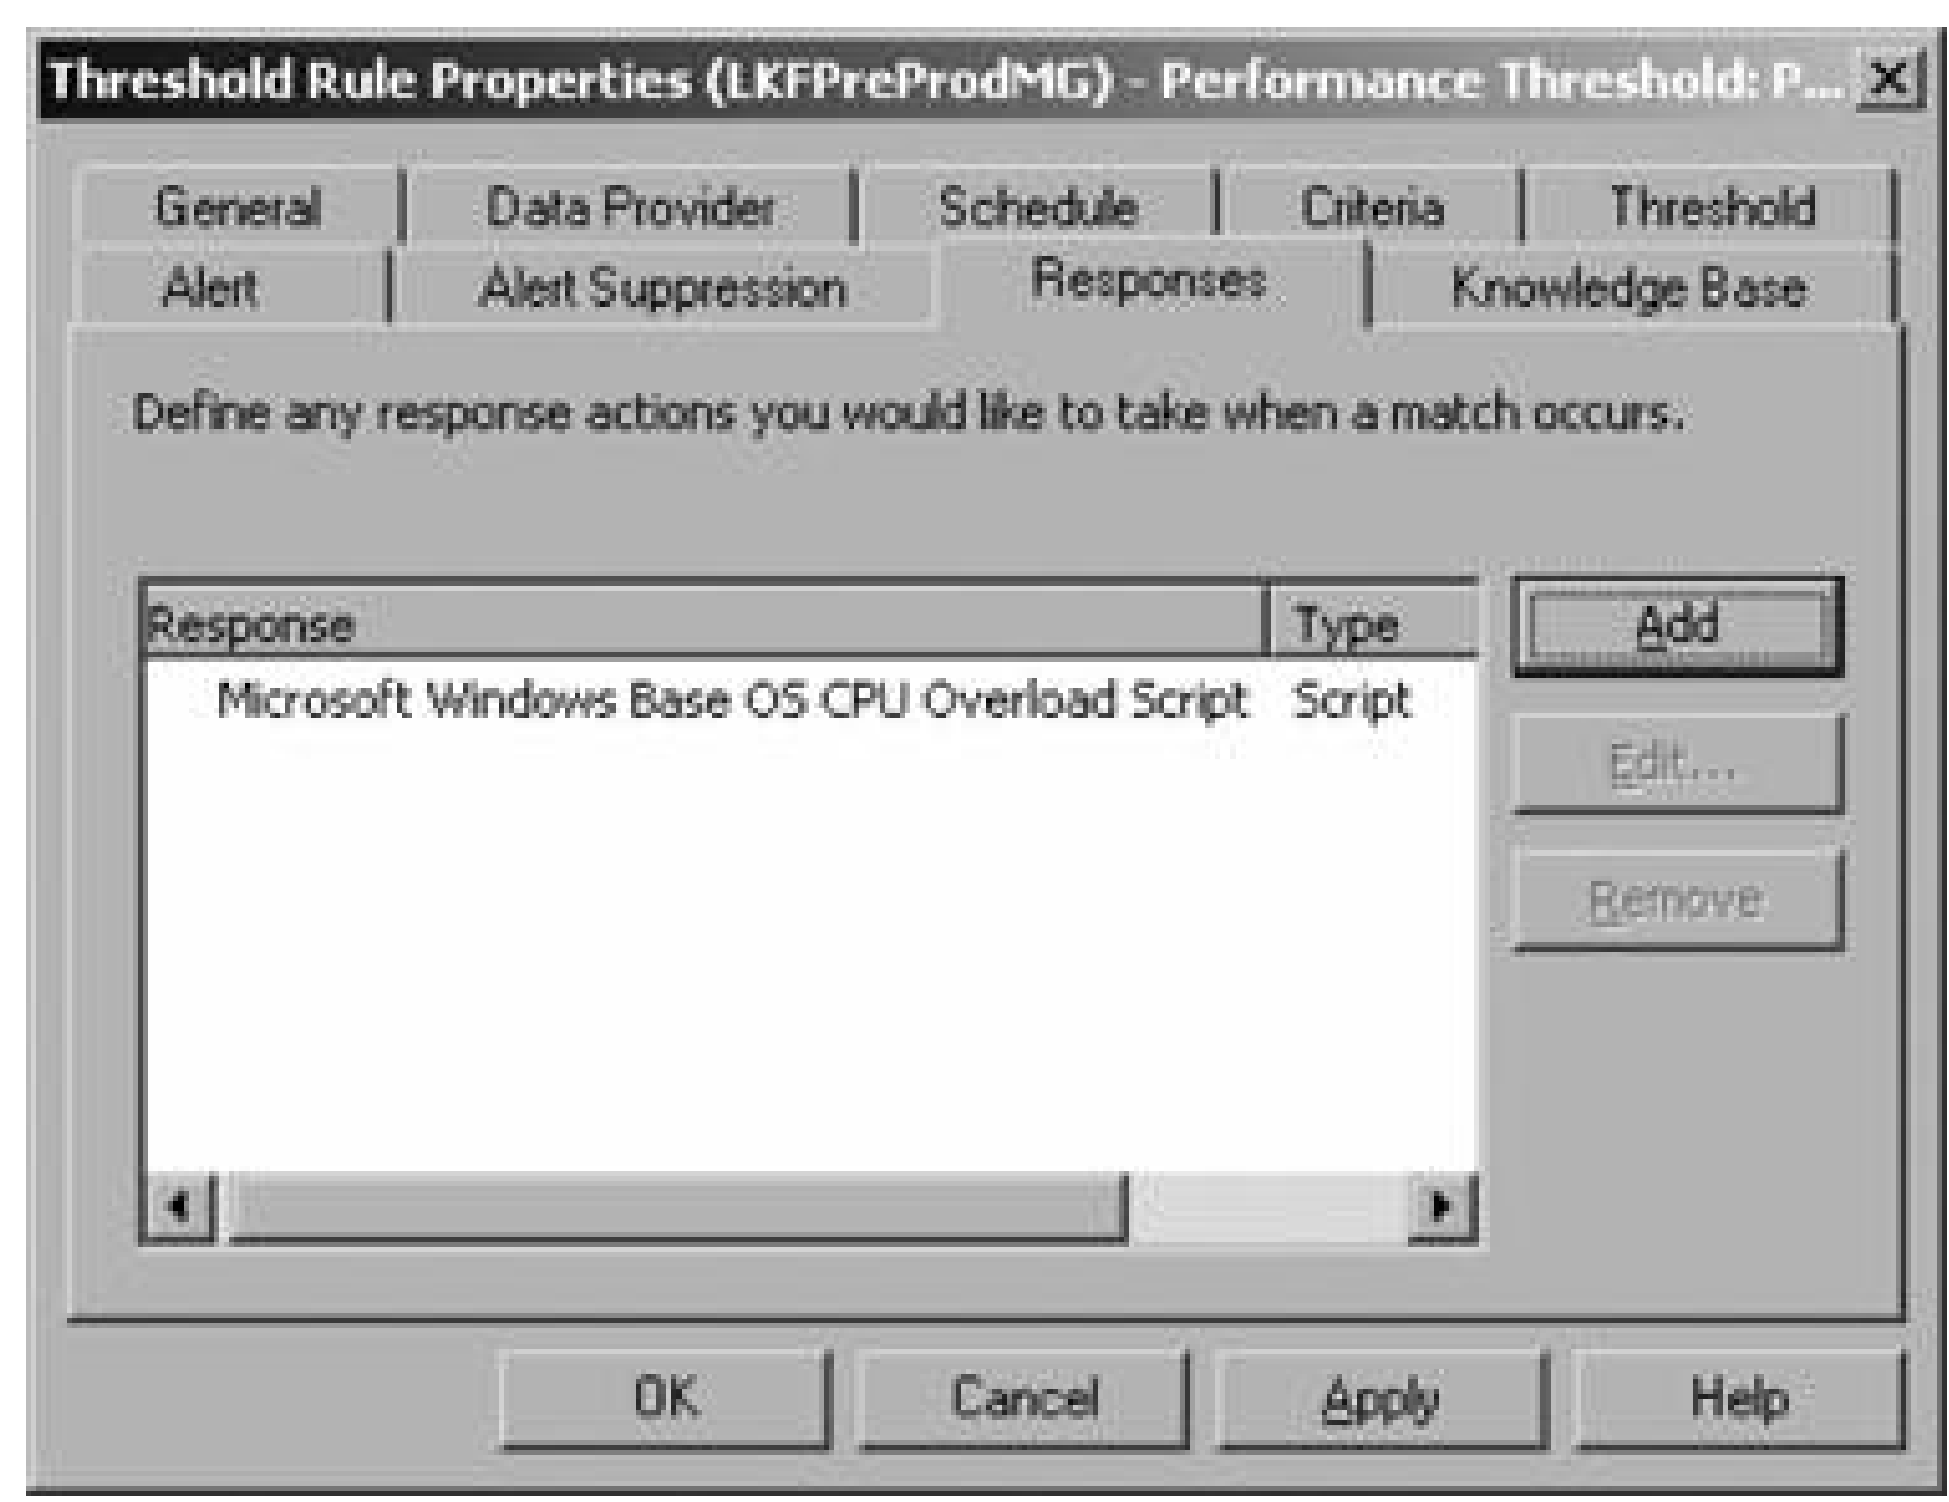 Threshold Rule Properties (LKFPreProdMG) - Performance Threshold: P...
General Data Provider Schedule Criteria Threshold
Alert Alert Suppression Responses Knowledge Base
Define any response actions you would like to take when a match occurs.
Response Type Add
Microsoft Windows Base OS CPU Overload Script Script
Edit...
Remove
OK Cancel Apply Help